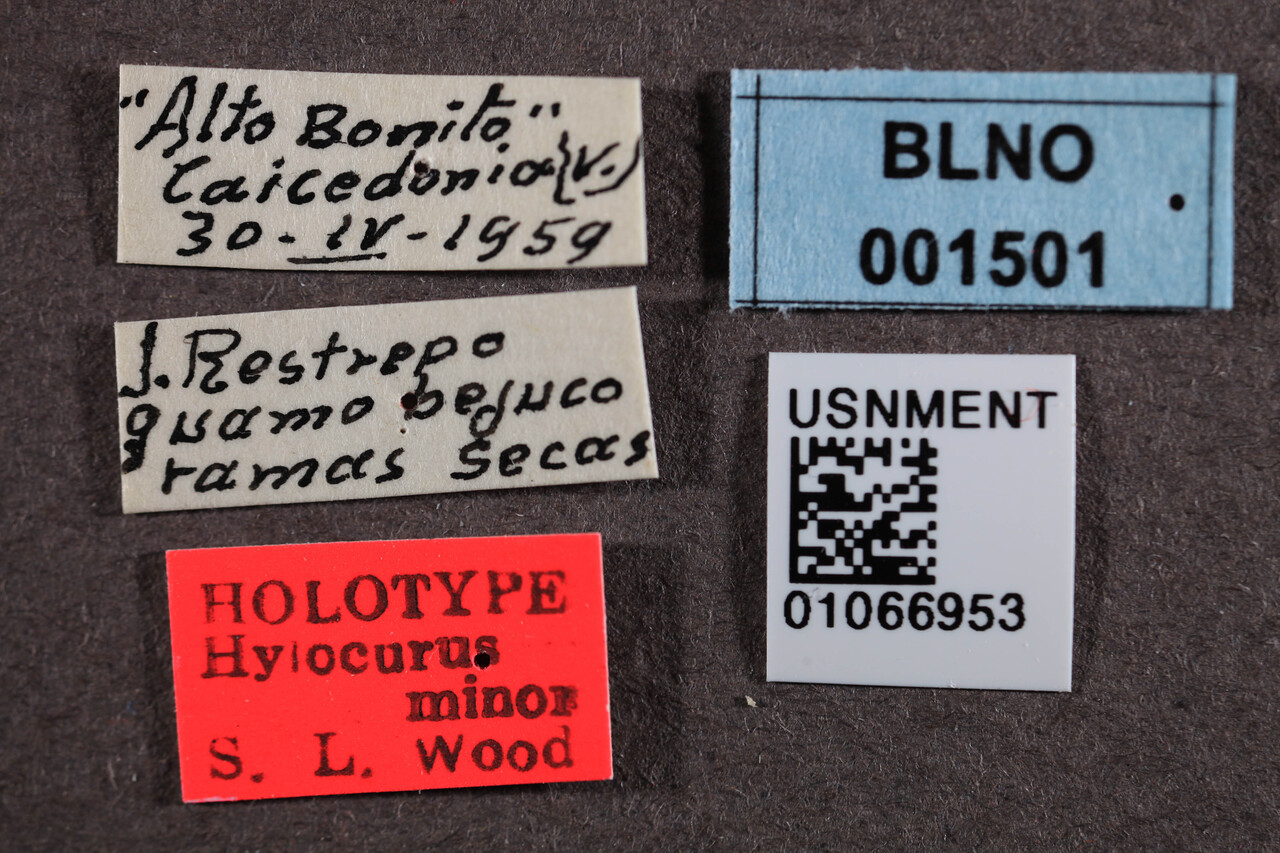 "Alto Bonito"
Caicedonia (V.)
30-IV-1959
J. Restrepo
guamo bejuco
ramas secas
HOLOTYPE
Hylocurus
minor
S. L. Wood
BLNO
001501
USNMENT
01066953